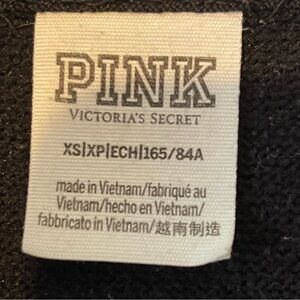 PINK
VICTORIA'S SECRET
XS|XP|ECH|165/84A
made in Vietnam/fabriqué au
Vietnam/hecho en Vietnam/
fabbricato in Vietnam/越南制造